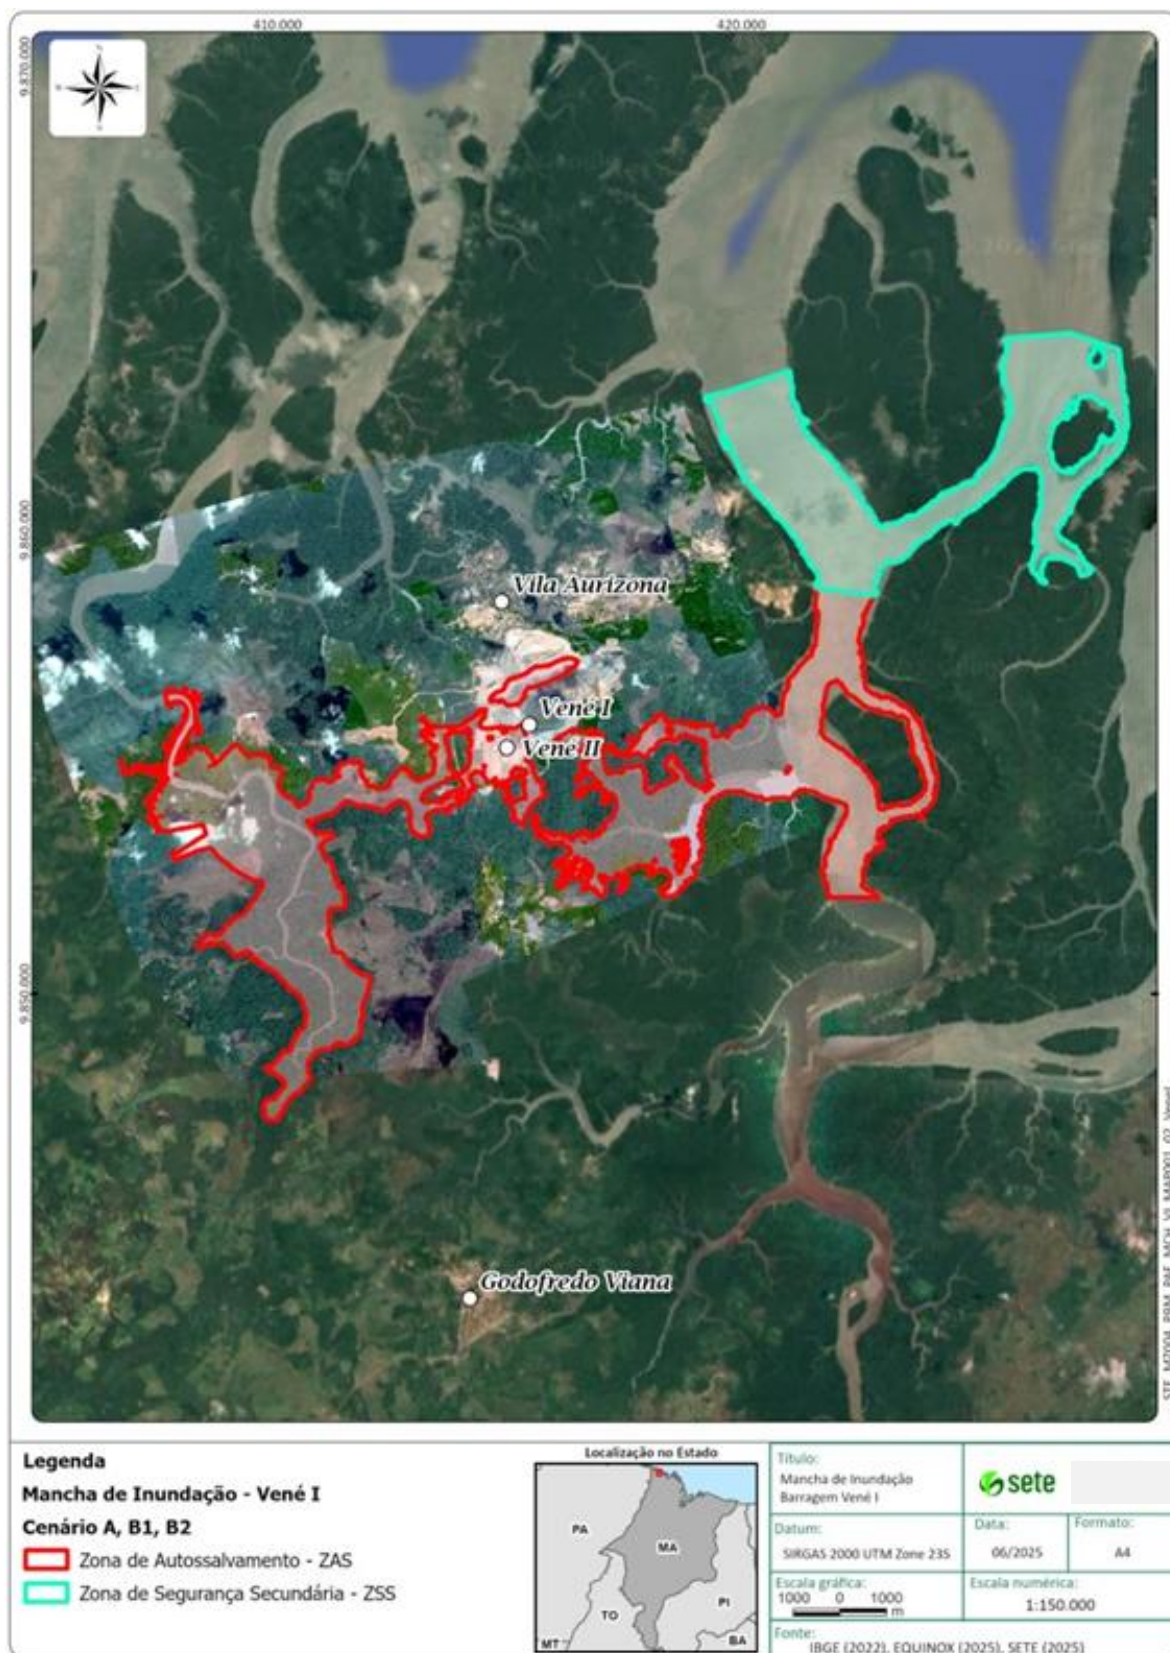 410.000
420.000
9.870.000
9.860.000
9.850.000
N
Vila Aurizona
Vené I
Vené II
Godofredo Viana
Legenda
Mancha de Inundação - Vené I
Cenário A, B1, B2
Zona de Autossalvamento - ZAS
Zona de Segurança Secundária - ZSS
Localização no Estado
PA
MA
TO
PI
MT
BA
Título:
Mancha de Inundação
Barragem Vené I
sete
Datum:
SIRGAS 2000 UTM Zone 23S
Data:
06/2025
Formato:
A4
Escala gráfica:
1000 0 1000
m
Escala numérica:
1:150.000
Fonte:
IBGE (2022), EQUINOX (2025), SETE (2025)